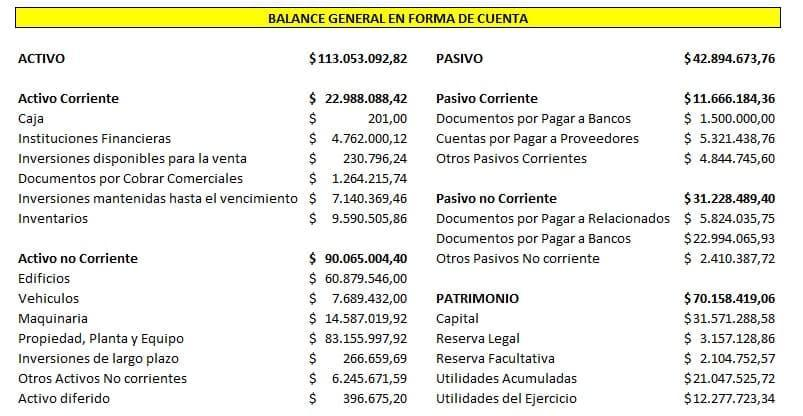 BALANCE GENERAL EN FORMA DE CUENTA
ACTIVO $113.053.092,82 PASIVO $42.894.673,76
Activo Corriente $ 22.988.088,42 Pasivo Corriente $11.666.184,36
Caja $ 201,00 Documentos por Pagar a Bancos $ 1.500.000,00
Instituciones Financieras $ 4.762.000,12 Cuentas por Pagar a Proveedores $ 5.321.438,76
Inversiones disponibles para la venta $ 230.796,24 Otros Pasivos Corrientes $ 4.844.745,60
Documentos por Cobrar Comerciales $ 1.264.215,74
Inversiones mantenidas hasta el vencimiento $ 7.140.369,46 Pasivo no Corriente $31.228.489,40
Inventarios $ 9.590.505,86 Documentos por Pagar a Relacionados $ 5.824.035,75
Documentos por Pagar a Bancos $22.994.065,93
Activo no Corriente $ 90.065.004,40 Otros Pasivos No corriente $ 2.410.387,72
Edificios $ 60.879.546,00
Vehiculos $ 7.689.432,00 PATRIMONIO $70.158.419,06
Maquinaria $ 14.587.019,92 Capital $31.571.288,58
Propiedad, Planta y Equipo $ 83.155.997,92 Reserva Legal $ 3.157.128,86
Inversiones de largo plazo $ 266.659,69 Reserva Facultativa $ 2.104.752,57
Otros Activos No corrientes $ 6.245.671,59 Utilidades Acumuladas $21.047.525,72
Activo diferido $ 396.675,20 Utilidades del Ejercicio $12.277.723,34